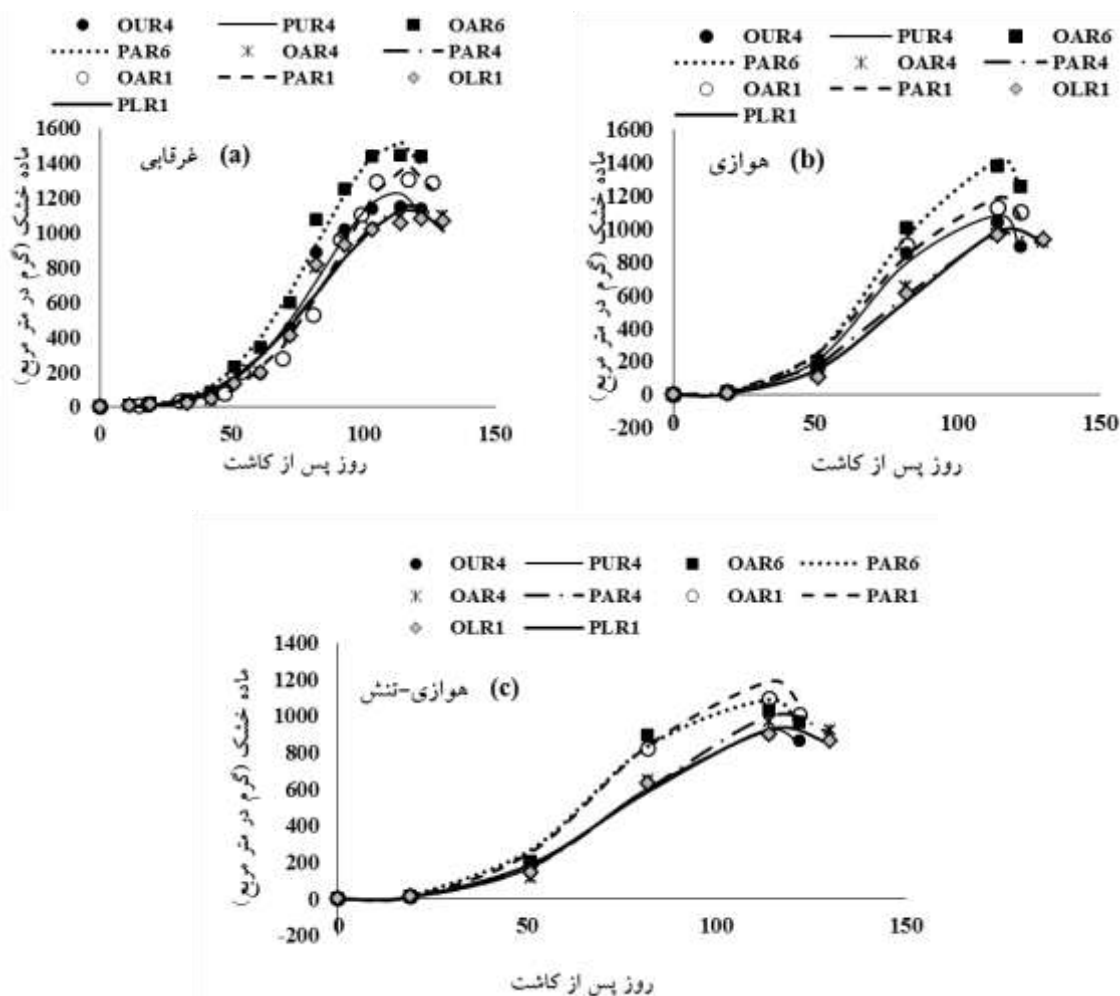 OUR4 PUR4 OAR6
PAR6 OAR4 PAR4
OAR1 PAR1 OLR1
PLR1
(a) غرقابی
ماده خشک (گرم در متر مربع)
1600
1400
1200
1000
800
600
400
200
0
0 50 100 150
روز پس از کاشت
OUR4 PUR4 OAR6
PAR6 OAR4 PAR4
OAR1 PAR1 OLR1
PLR1
(b) هوازی
ماده خشک (گرم در متر مربع)
1600
1400
1200
1000
800
600
400
200
0
-200
0 50 100 150
روز پس از کاشت
OUR4 PUR4 OAR6 PAR6
OAR4 PAR4 OAR1 PAR1
OLR1 PLR1
(c) هوازی-تنش
ماده خشک (گرم در متر مربع)
1400
1200
1000
800
600
400
200
0
-200
0 50 100 150
روز پس از کاشت